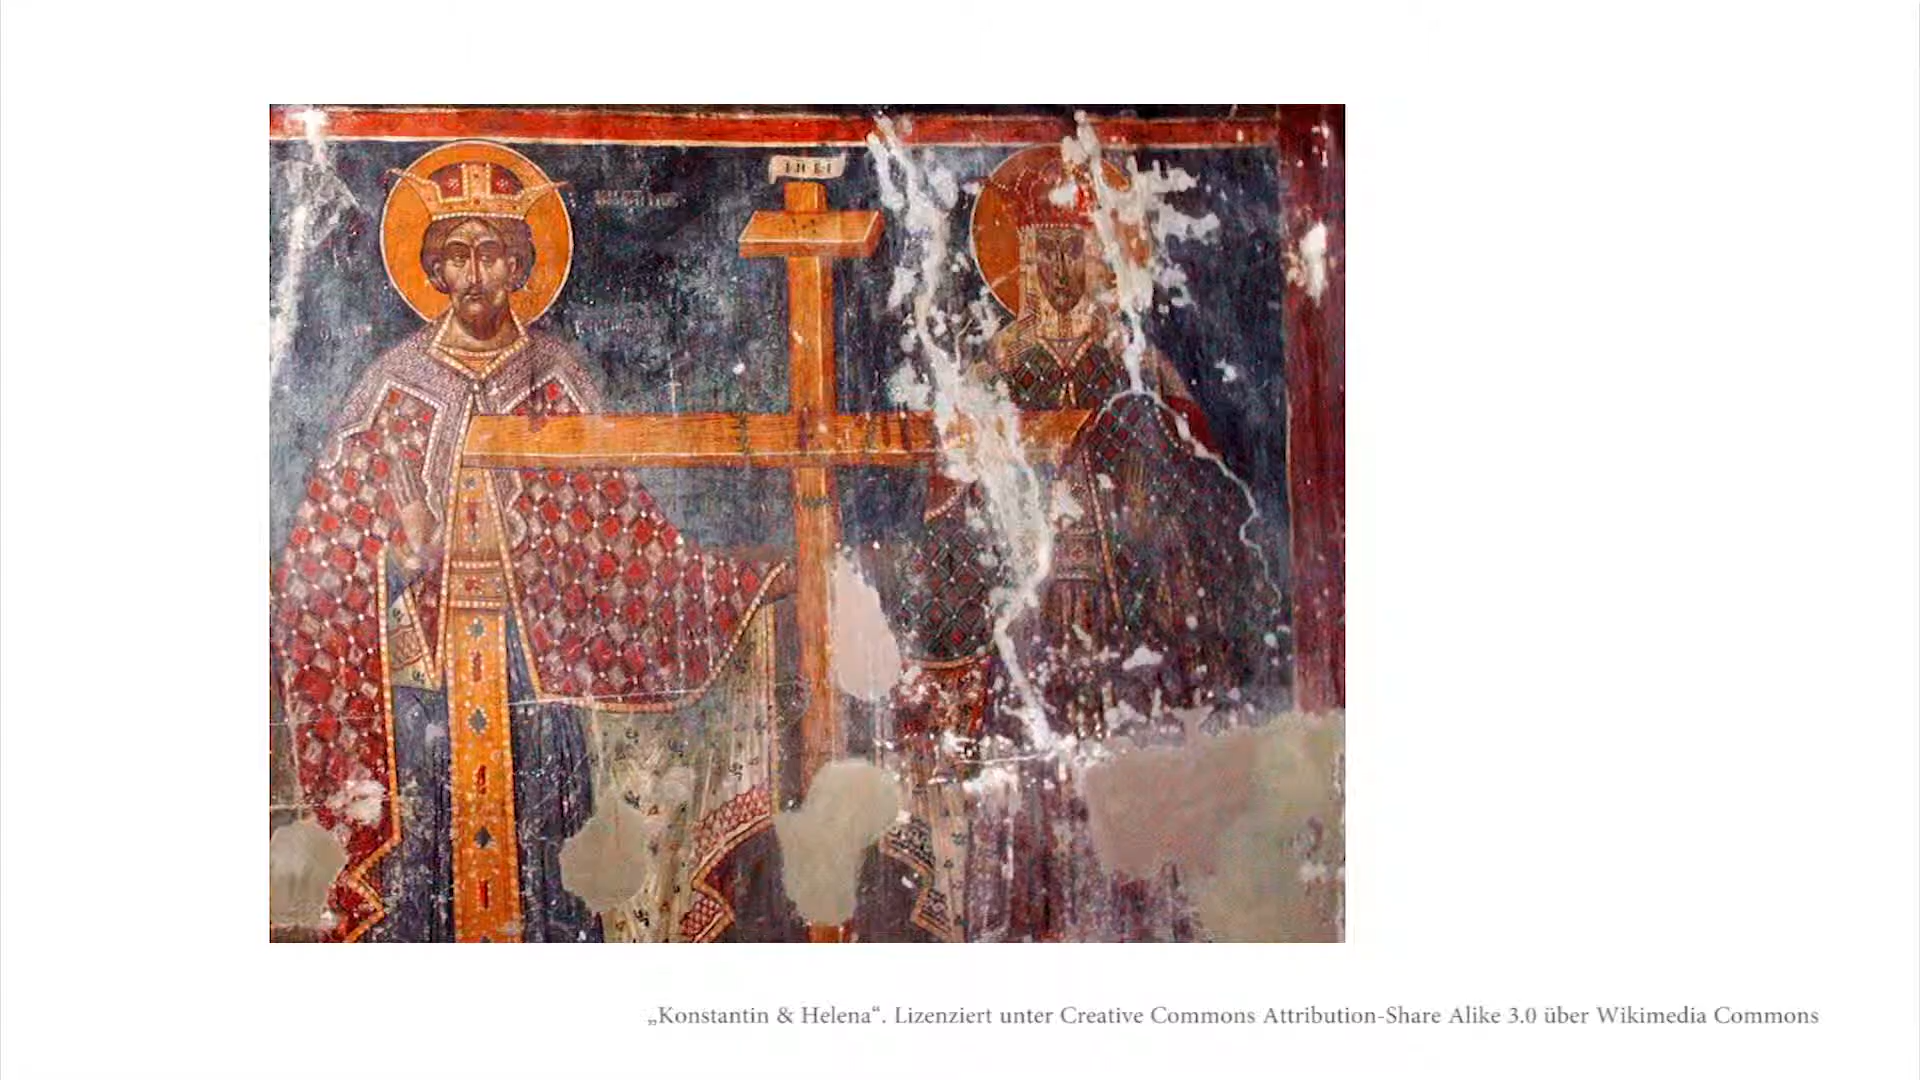 „Konstantin & Helena“. Lizenziert unter Creative Commons Attribution-Share Alike 3.0 über Wikimedia Commons